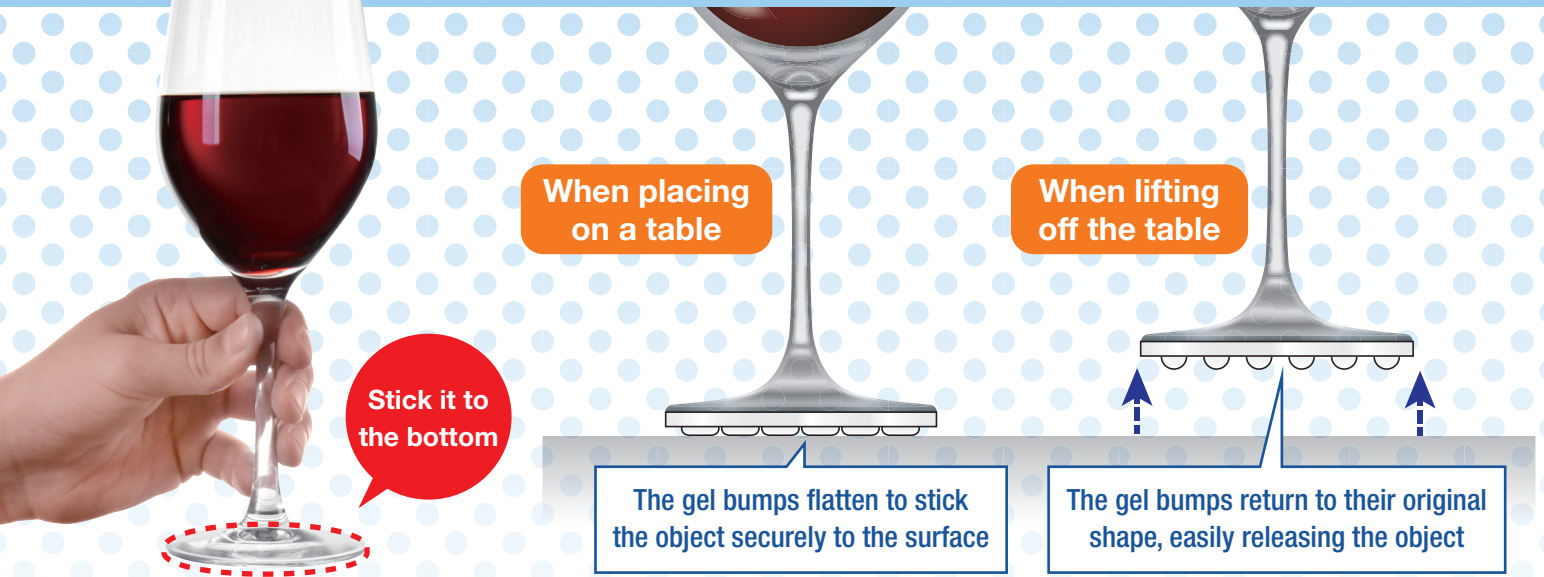 When placing
on a table
When lifting
off the table
Stick it to
the bottom
The gel bumps flatten to stick
the object securely to the surface
The gel bumps return to their original
shape, easily releasing the object